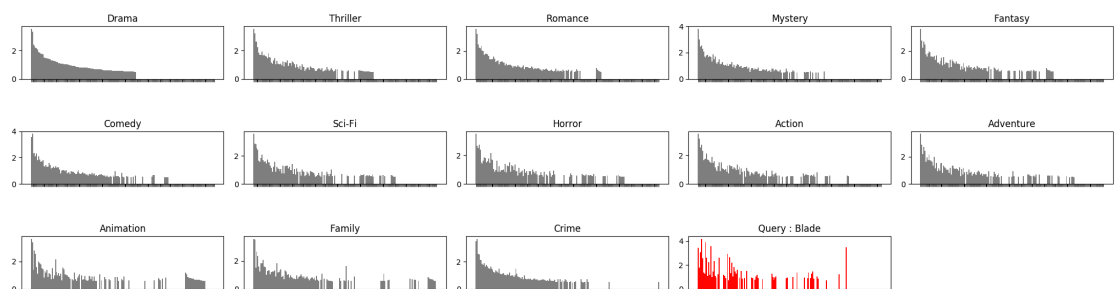 Drama
Thriller
Romance
Mystery
Fantasy
2
0
2
0
2
0
4
2
0
2
0
Comedy
Sci-Fi
Horror
Action
Adventure
4
2
0
2
0
2
0
2
0
2
0
Animation
Family
Crime
Query : Blade
2
0
2
0
2
0
4
2
0